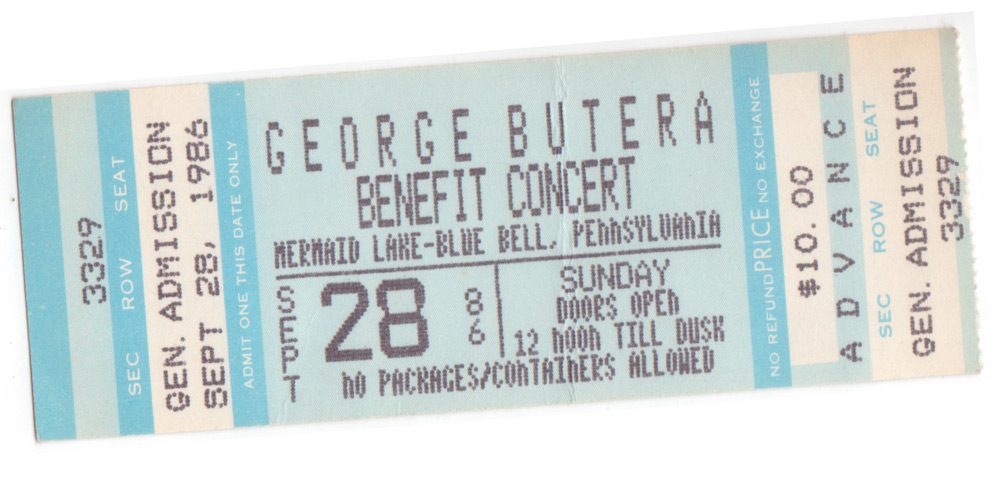 3329
SEC ROW SEAT
GEN. ADMISSION
SEPT 28, 1986
ADMIT ONE THIS DATE ONLY
GEORGE BUTERA
BENEFIT CONCERT
MERMAID LAKE-BLUE BELL, PENNSYLVANIA
SEPT 28 86
SUNDAY
DOORS OPEN
12 NOON TILL DUSK
NO PACKAGES/CONTAINERS ALLOWED
NO REFUND PRICE NO EXCHANGE
$10.00
ADVANCE
SEC ROW SEAT
GEN. ADMISSION
3329